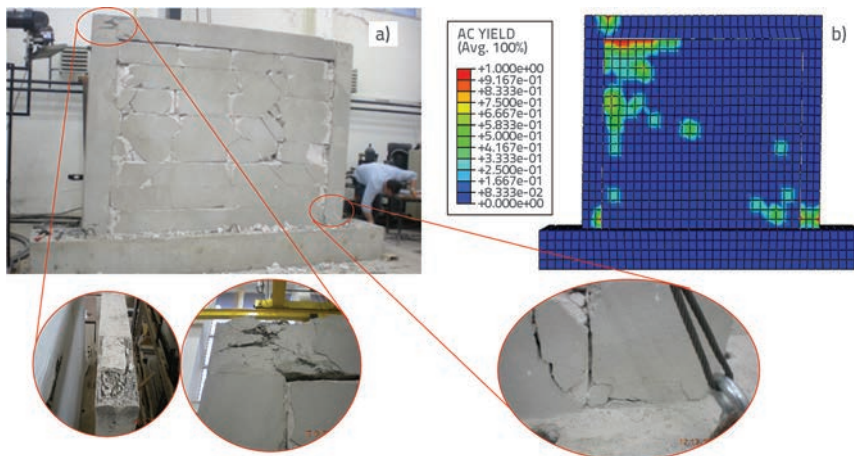 a)
AC YIELD
(Avg. 100%)
+1.000e+00
+9.167e-01
+8.333e-01
+7.500e-01
+6.667e-01
+5.833e-01
+5.000e-01
+4.167e-01
+3.333e-01
+2.500e-01
+1.667e-01
+8.333e-02
+0.000e+00
b)